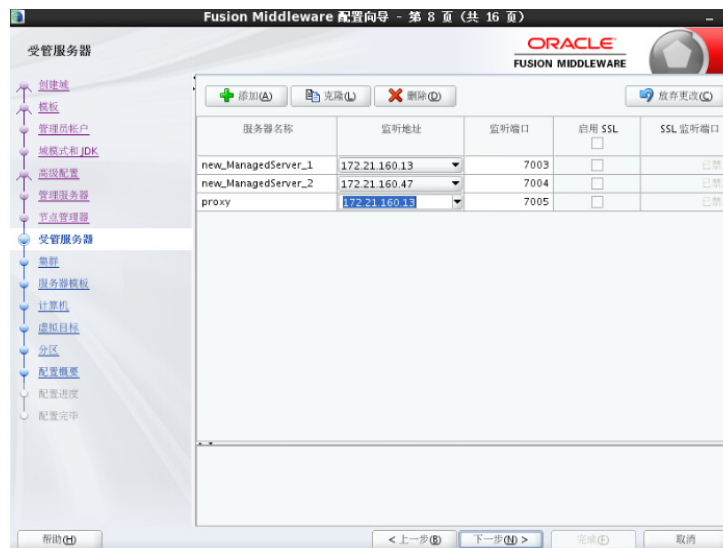 Fusion Middleware 配置向导 - 第 8 页 (共 16 页)
受管服务器
ORACLE
FUSION MIDDLEWARE
创建域
模板
管理员帐户
域模式和 JDK
高级配置
管理服务器
节点管理器
受管服务器
集群
服务器模板
计算机
虚拟目标
分区
配置概要
配置进度
配置完毕
添加(A) 克隆(L) 删除(D) 放弃更改(C)
服务器名称 监听地址 监听端口 启用 SSL SSL 监听端口
new_ManagedServer_1 172.21.160.13 7003 已禁
new_ManagedServer_2 172.21.160.47 7004 已禁
proxy 172.21.160.13 7005 已禁
帮助(H) < 上一步(B) 下一步(N) > 完成(F) 取消